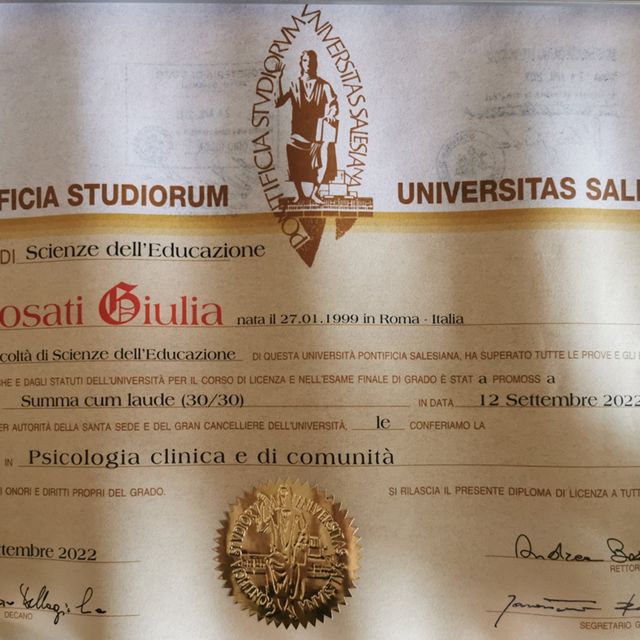 PONTIFICIA STVDIORVM VNIVERSITAS SALESIANA
FICIA STUDIORUM UNIVERSITAS SALE
DI Scienze dell'Educazione
osati Giulia nata il 27.01.1999 in Roma - Italia
coltà di Scienze dell'Educazione DI QUESTA UNIVERSITÀ PONTIFICIA SALESIANA, HA SUPERATO TUTTE LE PROVE E GLI
HE E DAGLI STATUTI DELL'UNIVERSITÀ PER IL CORSO DI LICENZA E NELL'ESAME FINALE DI GRADO È STAT a PROMOSS a
Summa cum laude (30/30) IN DATA 12 Settembre 2022
ER AUTORITÀ DELLA SANTA SEDE E DEL GRAN CANCELLIERE DELL'UNIVERSITÀ, le CONFERIAMO LA
IN Psicologia clinica e di comunità
I ONORI E DIRITTI PROPRI DEL GRADO. SI RILASCIA IL PRESENTE DIPLOMA DI LICENZA A TUTT
ettembre 2022
Andrea
RETTOR
DECANO
SEGRETARIO G